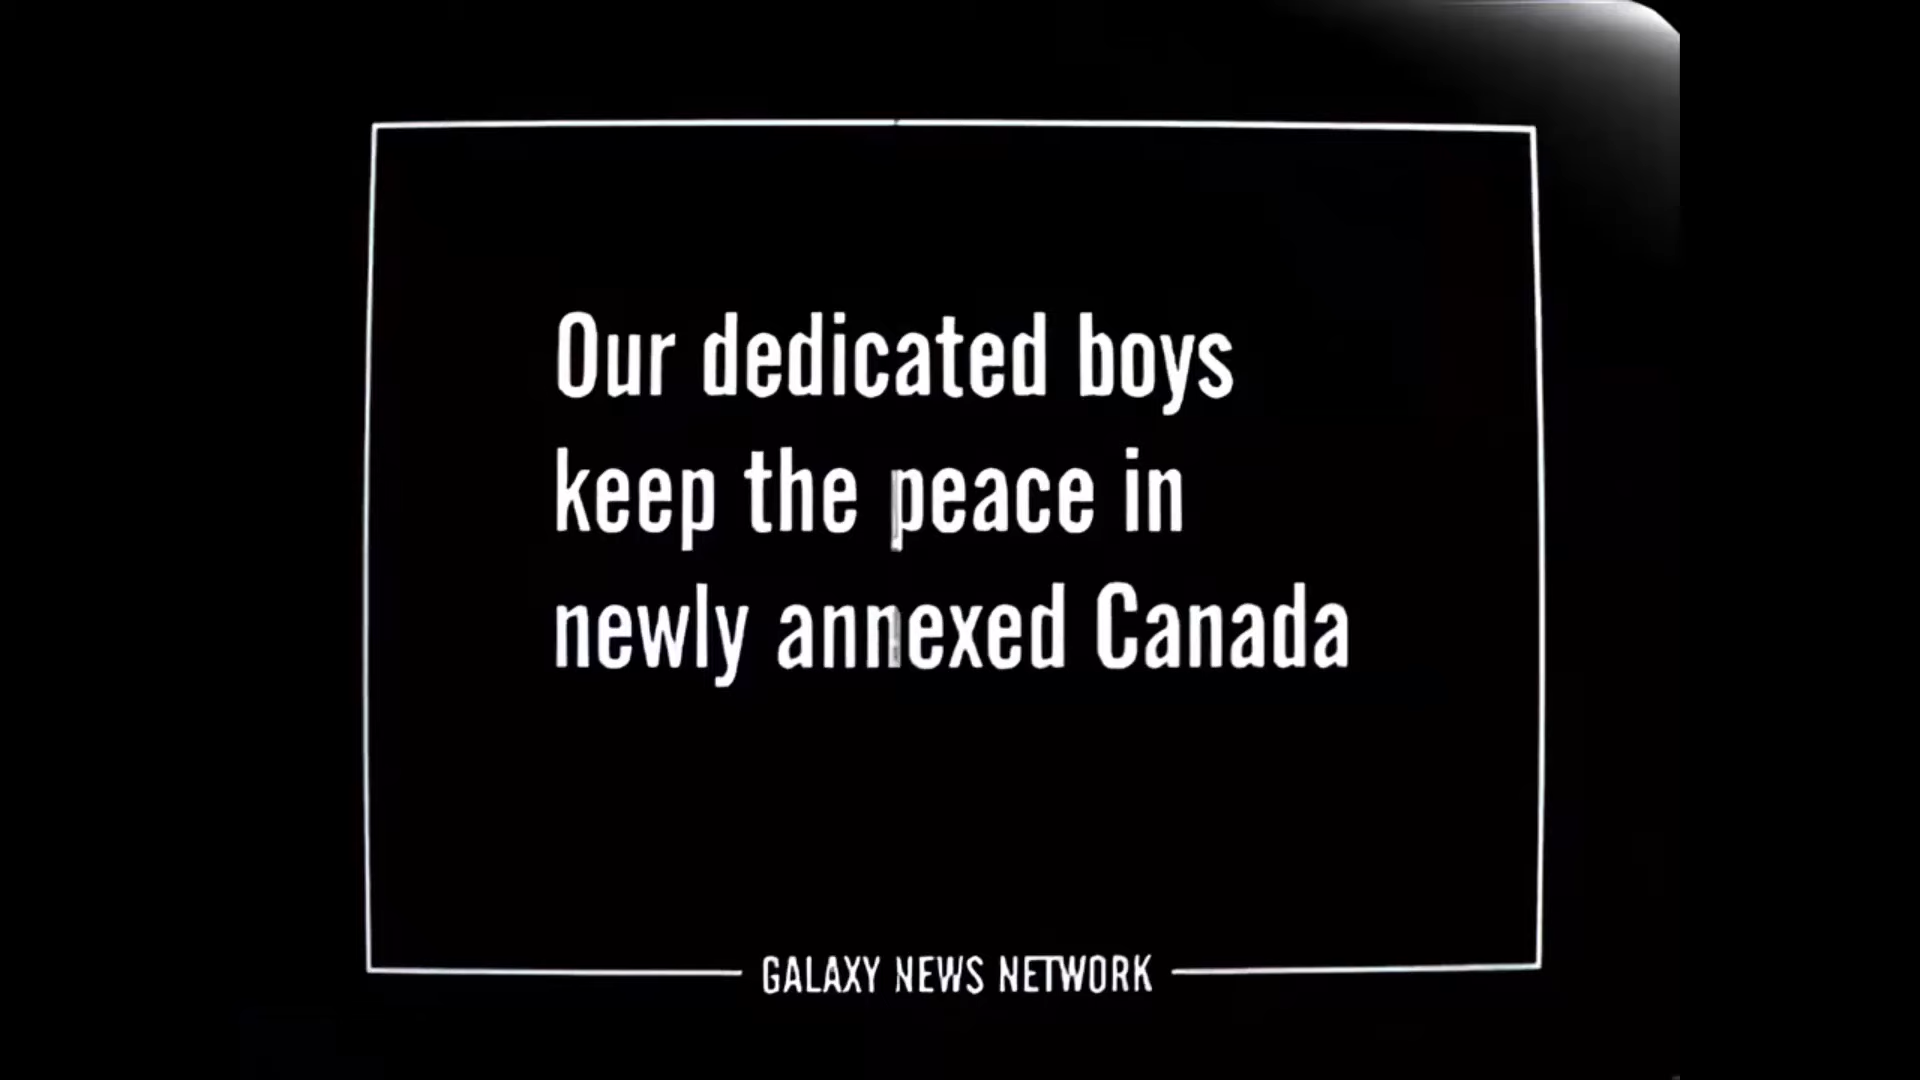 Our dedicated boys
keep the peace in
newly annexed Canada
GALAXY NEWS NETWORK